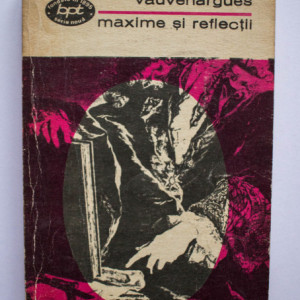 bpt
vauvenargues
maxime și reflecții